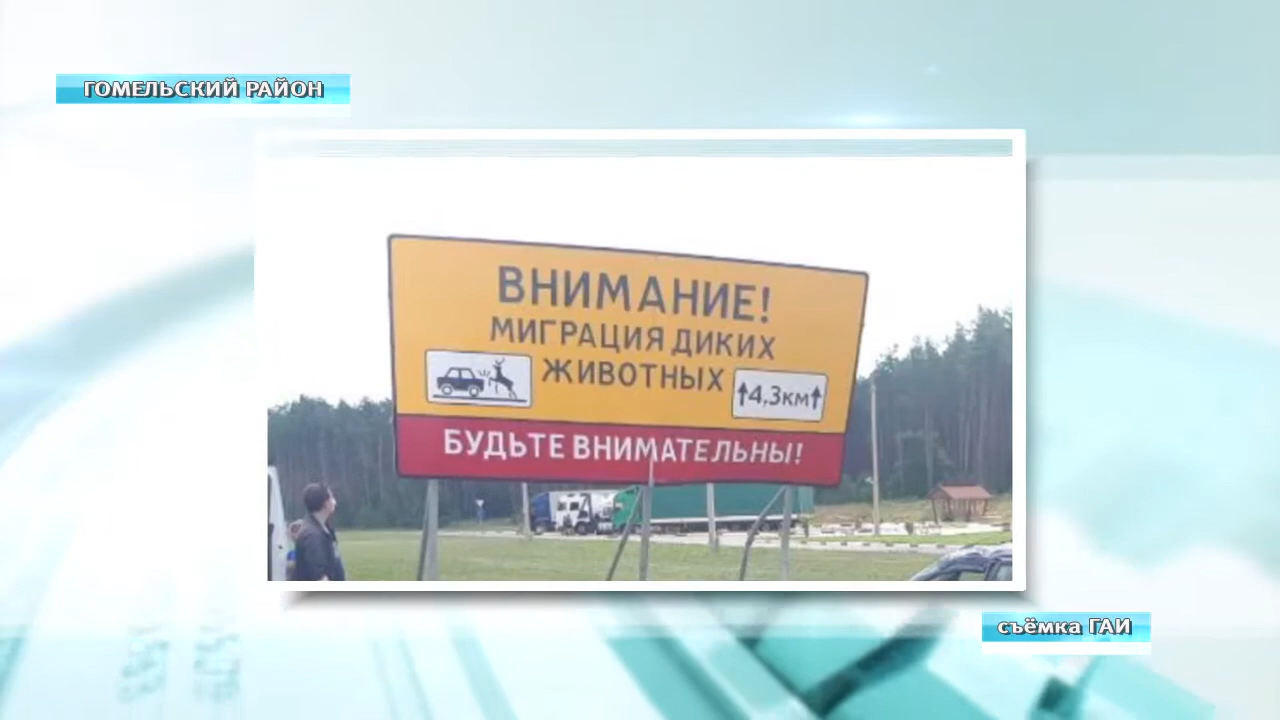 ГОМЕЛЬСКИЙ РАЙОН
ВНИМАНИЕ!
МИГРАЦИЯ ДИКИХ
ЖИВОТНЫХ
4,3км
БУДЬТЕ ВНИМАТЕЛЬНЫ!
съёмка ГАИ